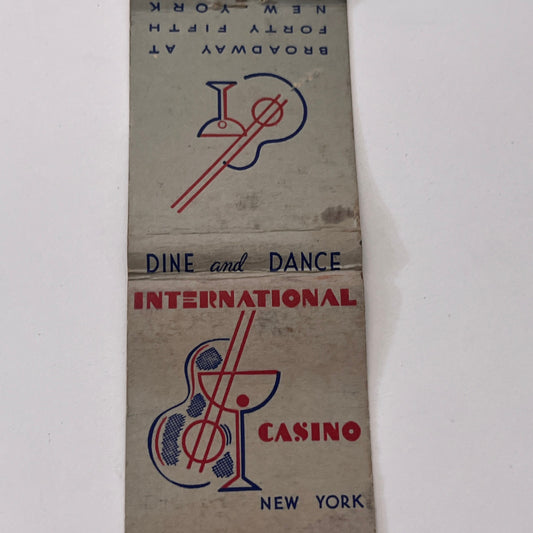 BROADWAY AT
FORTY FIFTH
NEW YORK
DINE and DANCE
INTERNATIONAL
CASINO
NEW YORK